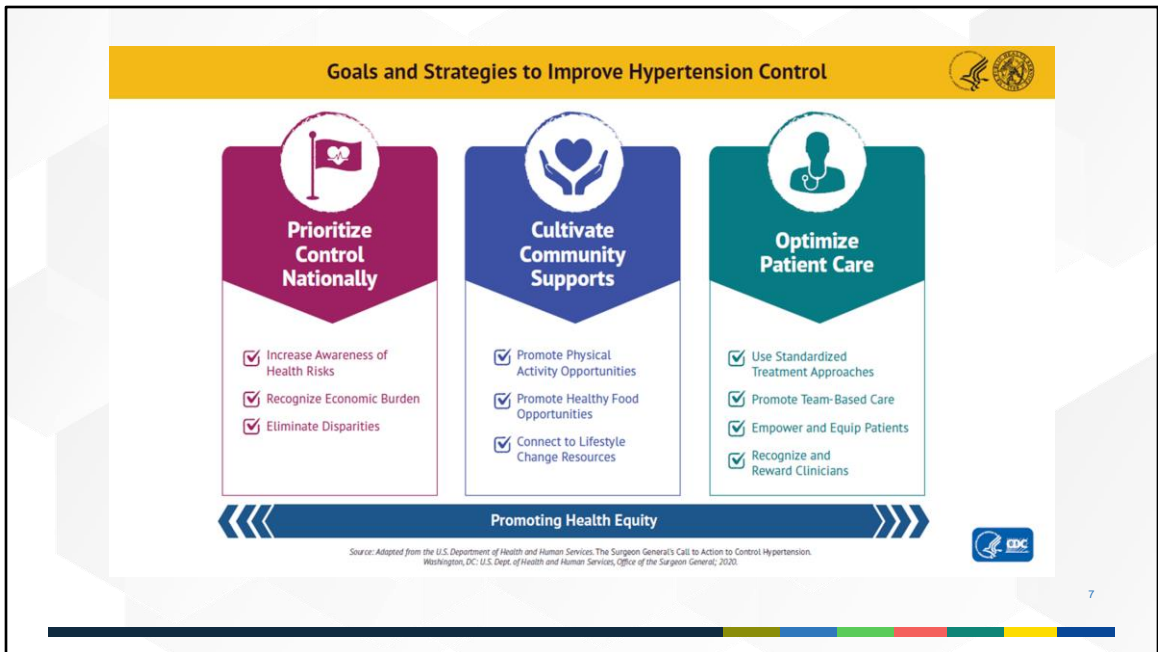 Goals and Strategies to Improve Hypertension Control
Prioritize
Control
Nationally
Increase Awareness of
Health Risks
Recognize Economic Burden
Eliminate Disparities
Cultivate
Community
Supports
Promote Physical
Activity Opportunities
Promote Healthy Food
Opportunities
Connect to Lifestyle
Change Resources
Optimize
Patient Care
Use Standardized
Treatment Approaches
Promote Team-Based Care
Empower and Equip Patients
Recognize and
Reward Clinicians
Promoting Health Equity
Source: Adapted from the U.S. Department of Health and Human Services. The Surgeon General's Call to Action to Control Hypertension.
Washington, DC: U.S. Dept. of Health and Human Services, Office of the Surgeon General; 2020.
CDC
7